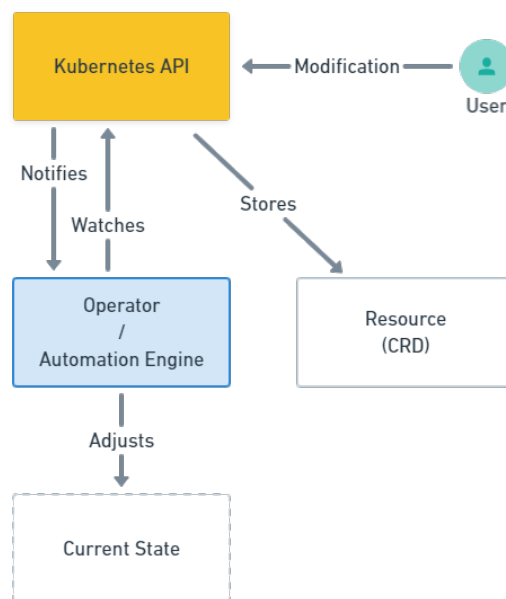 Kubernetes API
Modification
User
Notifies
Watches
Stores
Operator
/
Automation Engine
Resource
(CRD)
Adjusts
Current State